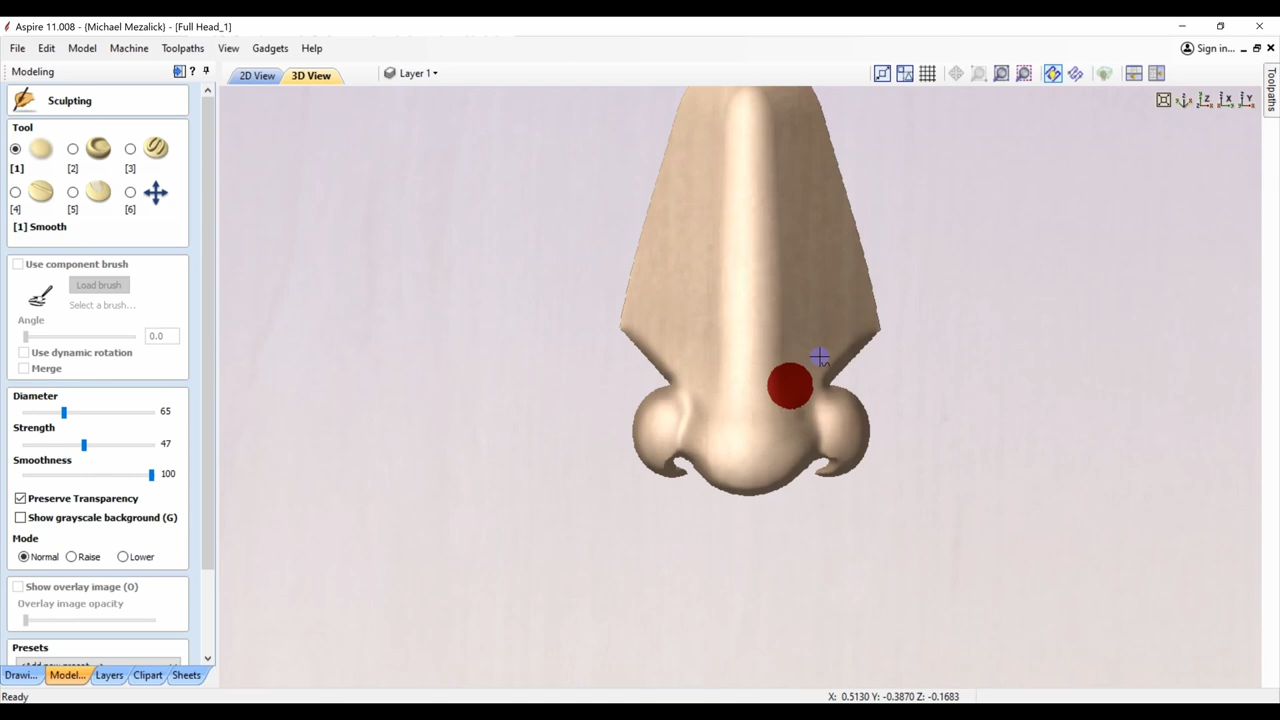 Aspire 11.008 - {Michael Mezalick} - [Full Head_1]
File Edit Model Machine Toolpaths View Gadgets Help
Sign in...
Modeling
?
2D View
3D View
Layer 1
Toolpaths
Z X Y
Sculpting
Tool
[1] [2] [3]
[4] [5] [6]
[1] Smooth
Use component brush
Load brush
Select a brush...
Angle
0.0
Use dynamic rotation
Merge
Diameter
65
Strength
47
Smoothness
100
Preserve Transparency
Show grayscale background (G)
Mode
Normal Raise Lower
Show overlay image (O)
Overlay image opacity
Presets
Drawi... Model... Layers Clipart Sheets
Ready
X: 0.5130 Y: -0.3870 Z: -0.1683